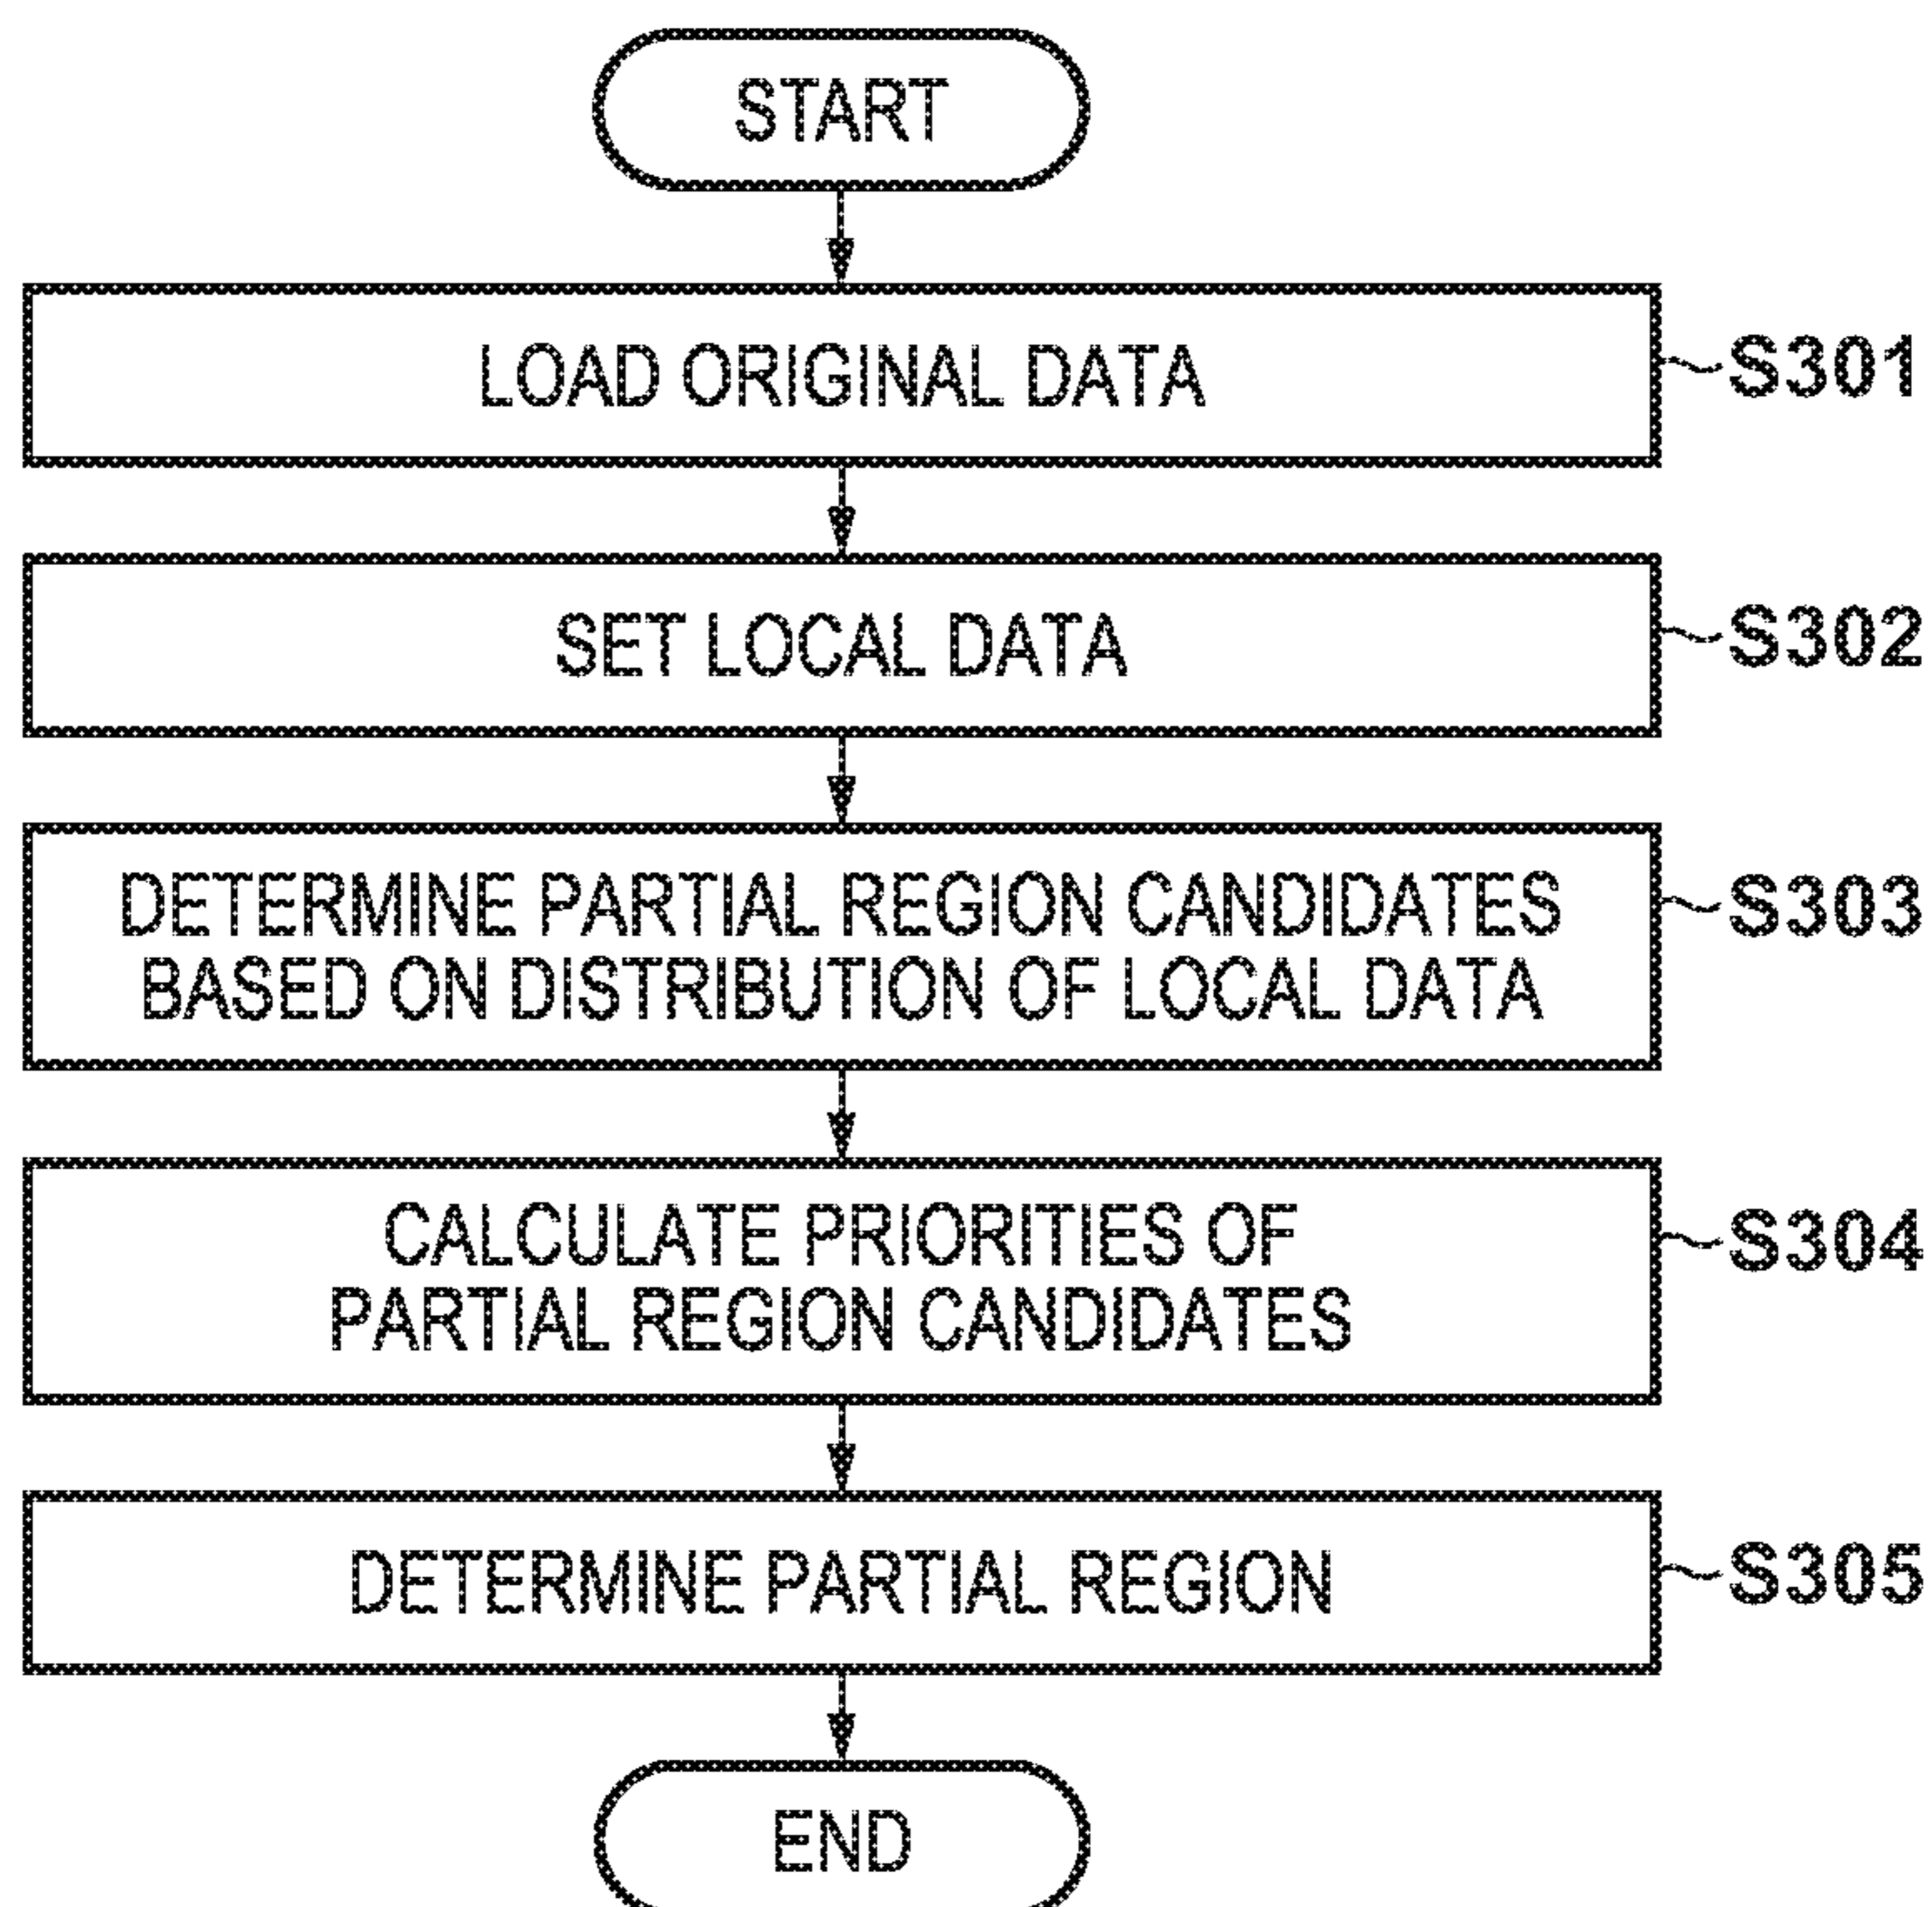 START
LOAD ORIGINAL DATA
S301
SET LOCAL DATA
S302
DETERMINE PARTIAL REGION CANDIDATES
BASED ON DISTRIBUTION OF LOCAL DATA
S303
CALCULATE PRIORITIES OF
PARTIAL REGION CANDIDATES
S304
DETERMINE PARTIAL REGION
S305
END